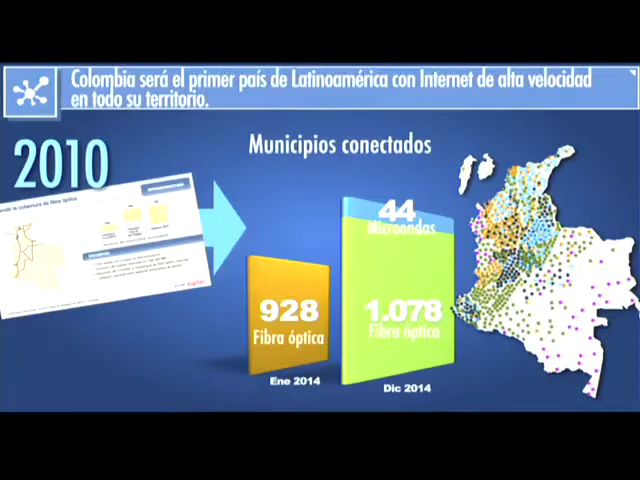 Colombia será el primer país de Latinoamérica con Internet de alta velocidad
en todo su territorio.
2010
Municipios conectados
44
Microondas
928
Fibra óptica
1.078
Fibra óptica
Ene 2014
Dic 2014